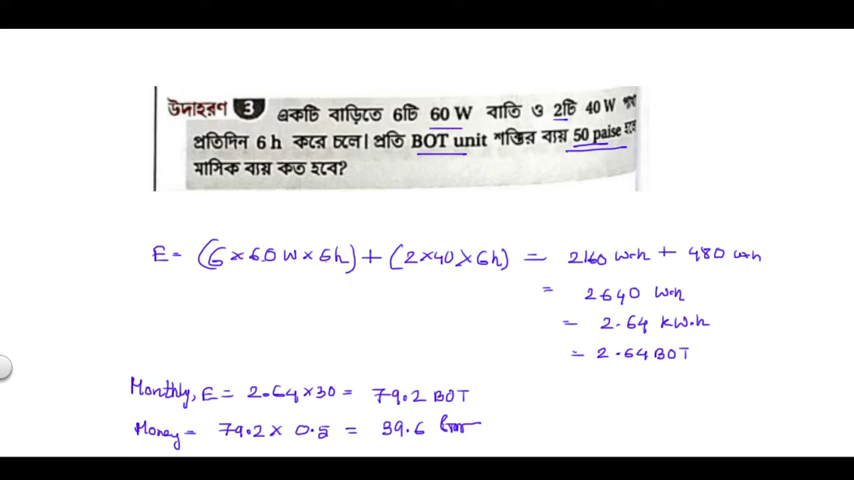 উদাহরণ 3 একটি বাড়িতে 6টি 60 W বাতি ও 2টি 40 W পাখা
প্রতিদিন 6 h করে চলে। প্রতি BOT unit শক্তির ব্যয় 50 paise হলে
মাসিক ব্যয় কত হবে?
E = (6 × 60 W × 6h) + (2 × 40 × 6h) = 2160 W-h + 480 W-h
= 2640 W-h
= 2.64 KW.h
= 2.64 BOT
Monthly, E = 2.64 × 30 = 79.2 BOT
Money = 79.2 × 0.5 = 39.6